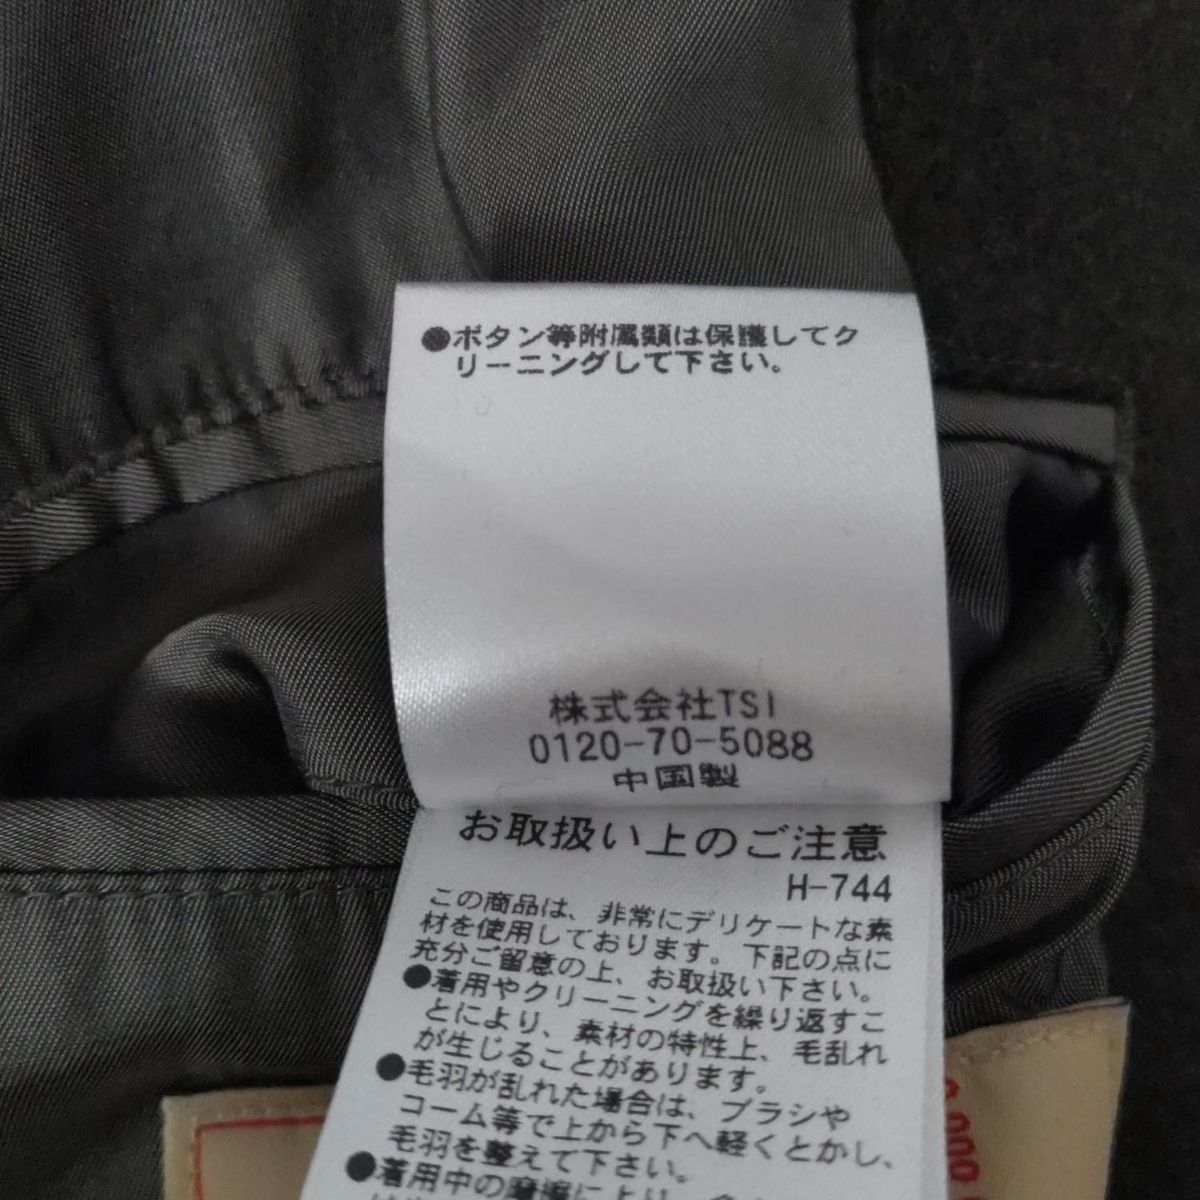 ●ボタン等附属類は保護してク
リーニングして下さい。
株式会社TSI
0120-70-5088
中国製
お取扱い上のご注意
H-744
この商品は、非常にデリケートな素
材を使用しております。下記の点に
充分ご留意の上、お取扱い下さい。
●着用やクリーニングを繰り返すこ
とにより、素材の特性上、毛乱れ
が生じることがあります。
●毛羽が乱れた場合は、ブラシや
コーム等で上から下へ軽くとかし、
毛羽を整えて下さい。
●着用中の摩擦により、